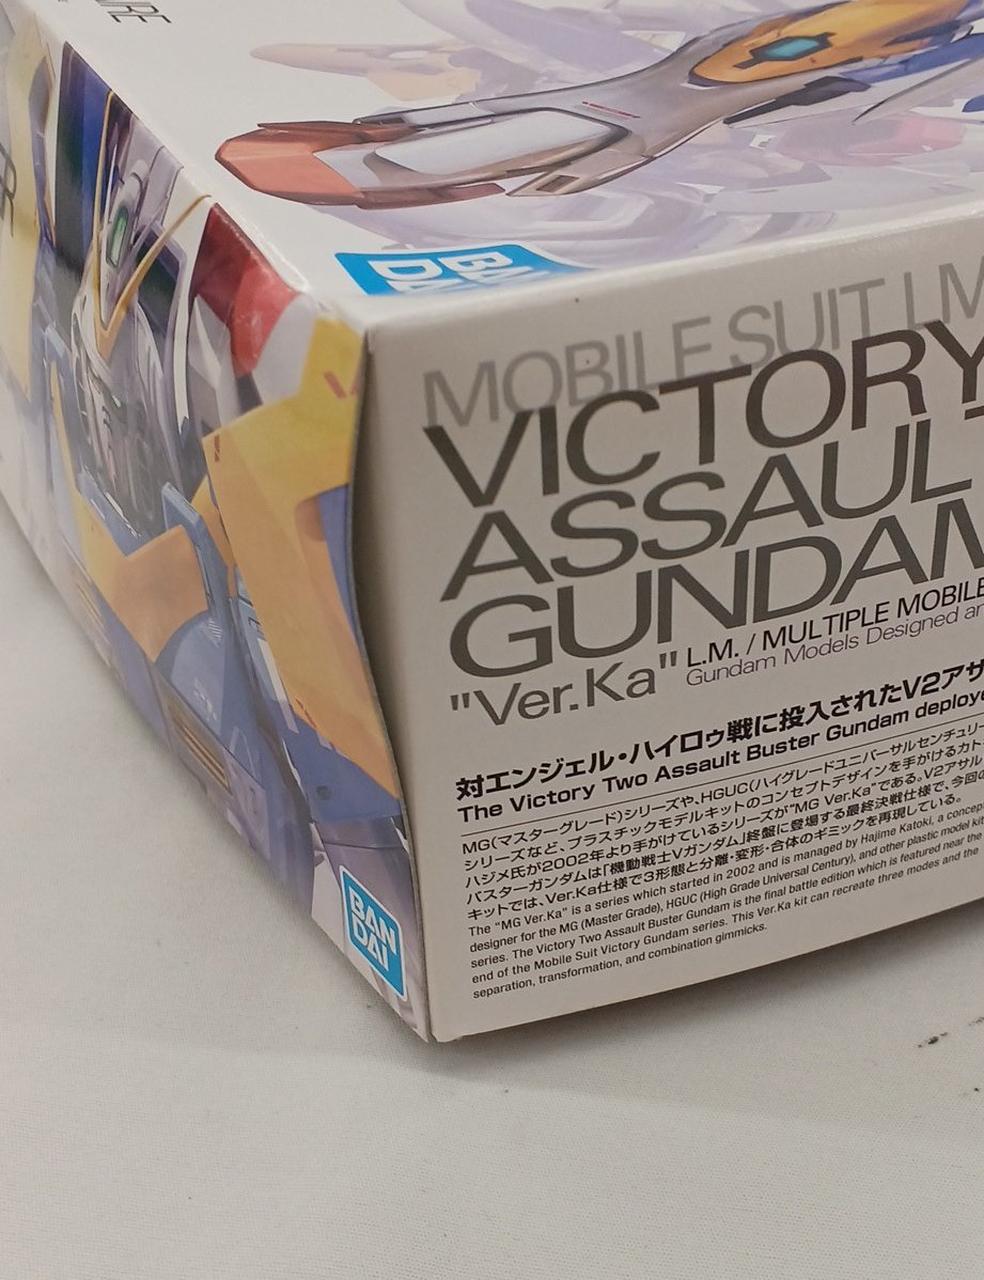 BAN
DAI
MOBILE SUIT LM
VICTORY
ASSAUL
GUNDAM
"Ver.Ka"
L.M. / MULTIPLE MOBILE
Gundam Models Designed an
対エンジェル・ハイロゥ戦に投入されたV2アサ
The Victory Two Assault Buster Gundam deploye
MG(マスターグレード)シリーズや、HGUC(ハイグレードユニバーサルセンチュリー
シリーズなど、プラスチックモデルキットのコンセプトデザインを手がけるカト
ハジメ氏が2002年より手がけているシリーズが"MG Ver.Ka"である。V2アサル
バスターガンダムは「機動戦士Vガンダム」終盤に登場する最終決戦仕様で、今回の
キットでは、Ver.Ka仕様で3形態と分離・変形・合体のギミックを再現している。
The "MG Ver.Ka" is a series which started in 2002 and is managed by Hajime Katoki, a concep
designer for the MG (Master Grade), HGUC (High Grade Universal Century), and other plastic model kit
series. The Victory Two Assault Buster Gundam is the final battle edition which is featured near the
end of the Mobile Suit Victory Gundam series. This Ver.Ka kit can recreate three modes and the
separation, transformation, and combination gimmicks.
BAN
DAI